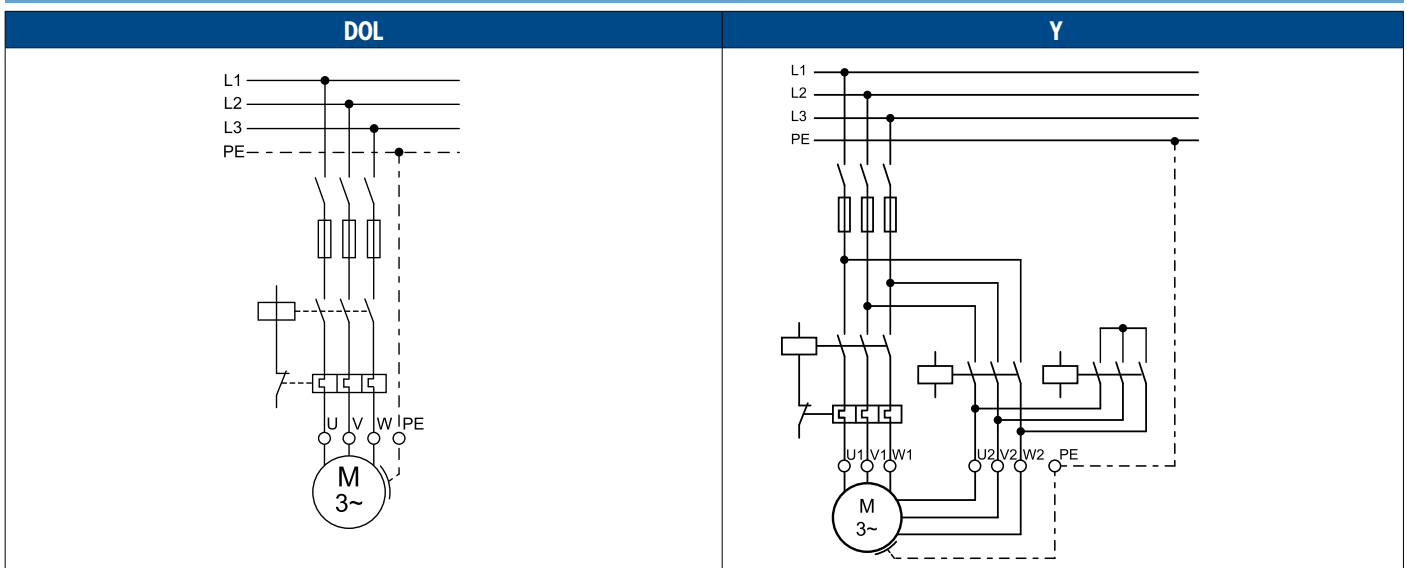 DOL
L1
L2
L3
PE
U V W PE
M
3~
Y
L1
L2
L3
PE
U1 V1 W1 U2 V2 W2 PE
M
3~